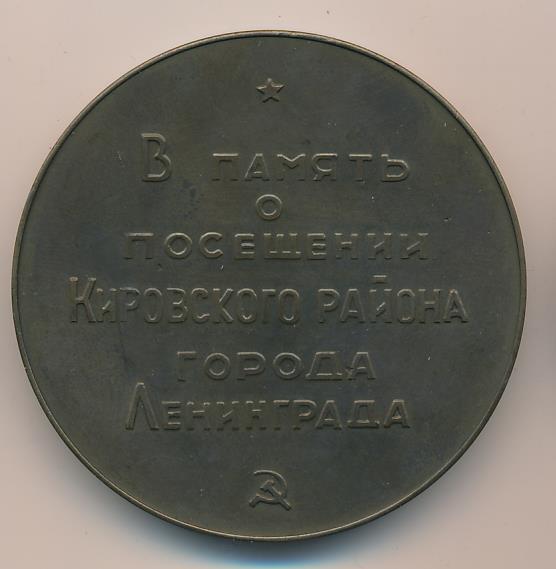 В ПАМЯТЬ
О
ПОСЕЩЕНИИ
КИРОВСКОГО РАЙОНА
ГОРОДА
ЛЕНИНГРАДА